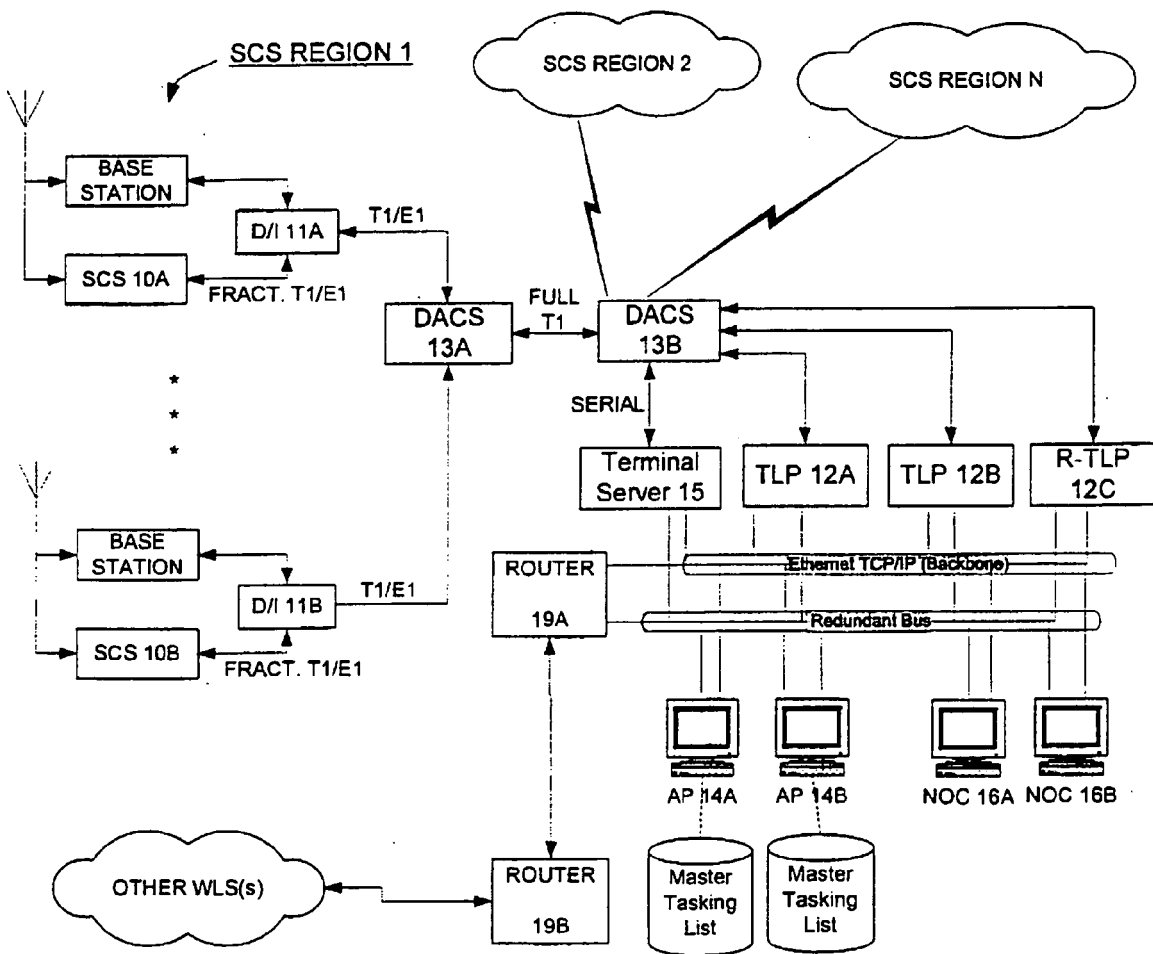 SCS REGION 1
SCS REGION 2
SCS REGION N
BASE
STATION
D/I 11A
T1/E1
SCS 10A
FRACT. T1/E1
DACS
13A
FULL
T1
DACS
13B
*
*
*
SERIAL
Terminal
Server 15
TLP 12A
TLP 12B
R-TLP
12C
BASE
STATION
D/I 11B
T1/E1
SCS 10B
FRACT. T1/E1
ROUTER
19A
Ethernet TCP/IP (Backbone)
Redundant Bus
AP 14A
AP 14B
NOC 16A
NOC 16B
OTHER WLS(s)
ROUTER
19B
Master
Tasking
List
Master
Tasking
List